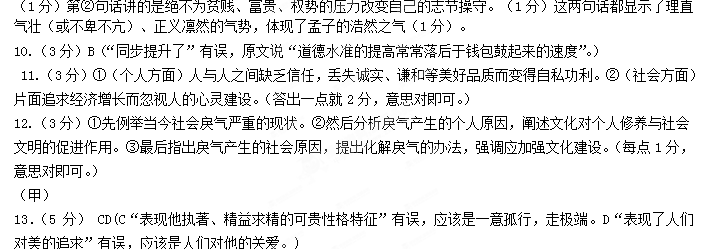 （1 分）第②句话讲的是绝不为贫贱、富贵、权势的压力改变自己的志节操守。（1 分）这两句话都显示了理直
气壮（或不卑不亢）、正义凛然的气势，体现了孟子的浩然之气（1 分）。
10.（3 分）B（“同步提升了”有误，原文说“道德水准的提高常常落后于钱包鼓起来的速度”。）
11.（3 分）①（个人方面）人与人之间缺乏信任，丢失诚实、谦和等美好品质而变得自私功利。②（社会方面）
片面追求经济增长而忽视人的心灵建设。（答出一点就 2 分，意思对即可。）
12.（3 分）①先例举当今社会戾气严重的现状。②然后分析戾气产生的个人原因，阐述文化对个人修养与社会
文明的促进作用。③最后指出戾气产生的社会原因，提出化解戾气的办法，强调应加强文化建设。（每点 1 分，
意思对即可。）
（甲）
13.（5 分） CD(C“表现他执著、精益求精的可贵性格特征”有误，应该是一意孤行，走极端。D“表现了人们
对美的追求”有误，应该是人们对他的关爱。)